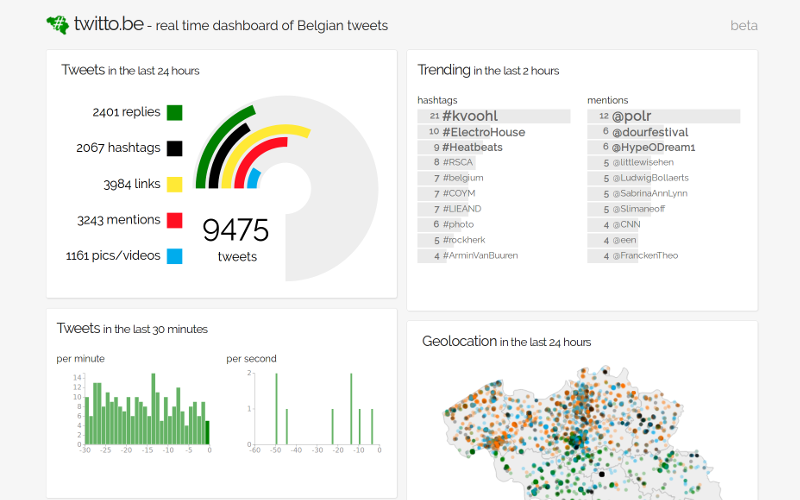 # twitto.be - real time dashboard of Belgian tweets
beta
Tweets in the last 24 hours
2401 replies
2067 hashtags
3984 links
3243 mentions
1161 pics/videos
9475
tweets
Trending in the last 2 hours
hashtags
21 #kvoohl
10 #ElectroHouse
9 #Heatbeats
8 #RSCA
7 #belgium
7 #COYM
7 #LIEAND
6 #photo
5 #rockherk
4 #ArminVanBuuren
mentions
12 @polr
6 @dourfestival
6 @HypeODream1
5 @littlewisehen
5 @LudwigBollaerts
5 @SabrinaAnnLynn
5 @Slimaneoff
4 @CNN
4 @een
4 @FranckenTheo
Tweets in the last 30 minutes
per minute
14
12
10
8
6
4
2
0
30 -25 -20 -15 -10 -5 0
per second
2
1
0
-60 -50 -40 -30 -20 -10 0
Geolocation in the last 24 hours